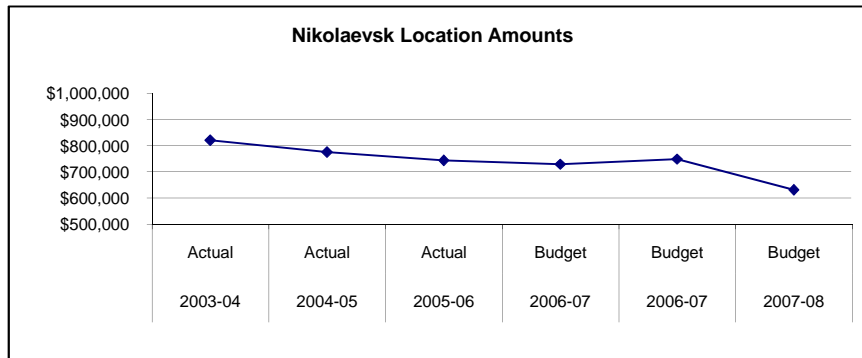 Nikolaevsk Location Amounts
$1,000,000
$900,000
$800,000
$700,000
$600,000
$500,000
Actual Actual Actual Budget Budget Budget
2003-04 2004-05 2005-06 2006-07 2006-07 2007-08